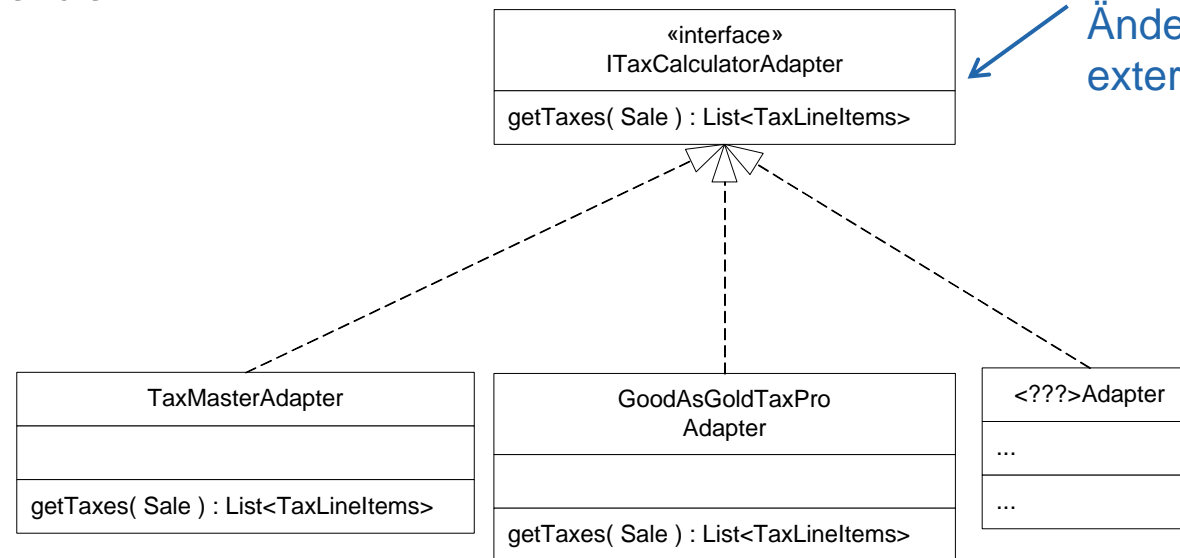 «interface»
ITaxCalculatorAdapter
getTaxes( Sale ) : List<TaxLineItems>
TaxMasterAdapter
getTaxes( Sale ) : List<TaxLineItems>
GoodAsGoldTaxPro
Adapter
getTaxes( Sale ) : List<TaxLineItems>
<???>Adapter
...
...